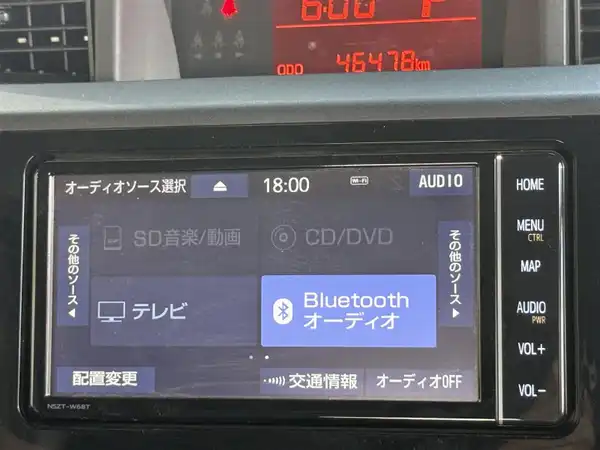 6:00 P
ODO 46478km
オーディオソース選択
18:00
Wi-Fi
AUDIO
その他のソース
SD音楽/動画
CD/DVD
その他のソース
テレビ
Bluetooth
オーディオ
配置変更
交通情報
オーディオOFF
NSZT-W68T
HOME
MENU
CTRL
MAP
AUDIO
PWR
VOL+
VOL-